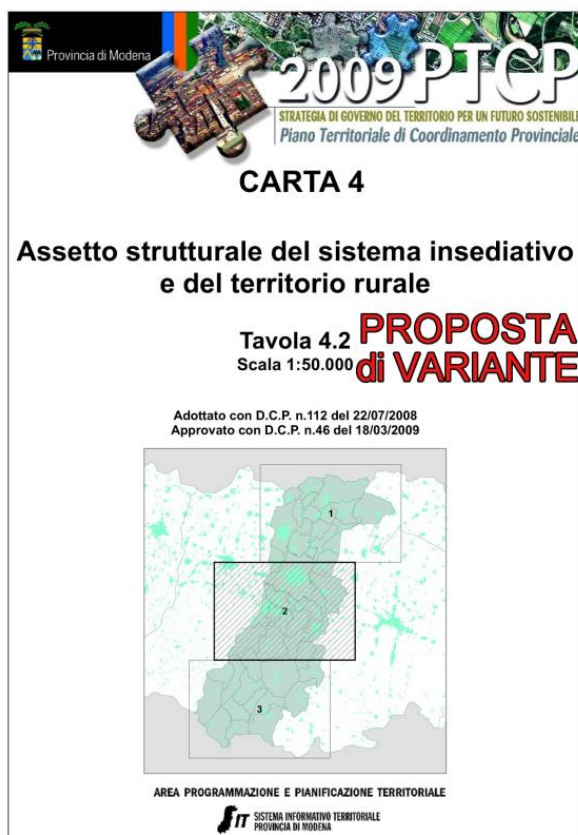 Provincia di Modena
2009 PTCP
STRATEGIA DI GOVERNO DEL TERRITORIO PER UN FUTURO SOSTENIBILE
Piano Territoriale di Coordinamento Provinciale
CARTA 4
Assetto strutturale del sistema insediativo
e del territorio rurale
Tavola 4.2
Scala 1:50.000
PROPOSTA
di VARIANTE
Adottato con D.C.P. n.112 del 22/07/2008
Approvato con D.C.P. n.46 del 18/03/2009
1
2
3
AREA PROGRAMMAZIONE E PIANIFICAZIONE TERRITORIALE
SIT SISTEMA INFORMATIVO TERRITORIALE
PROVINCIA DI MODENA